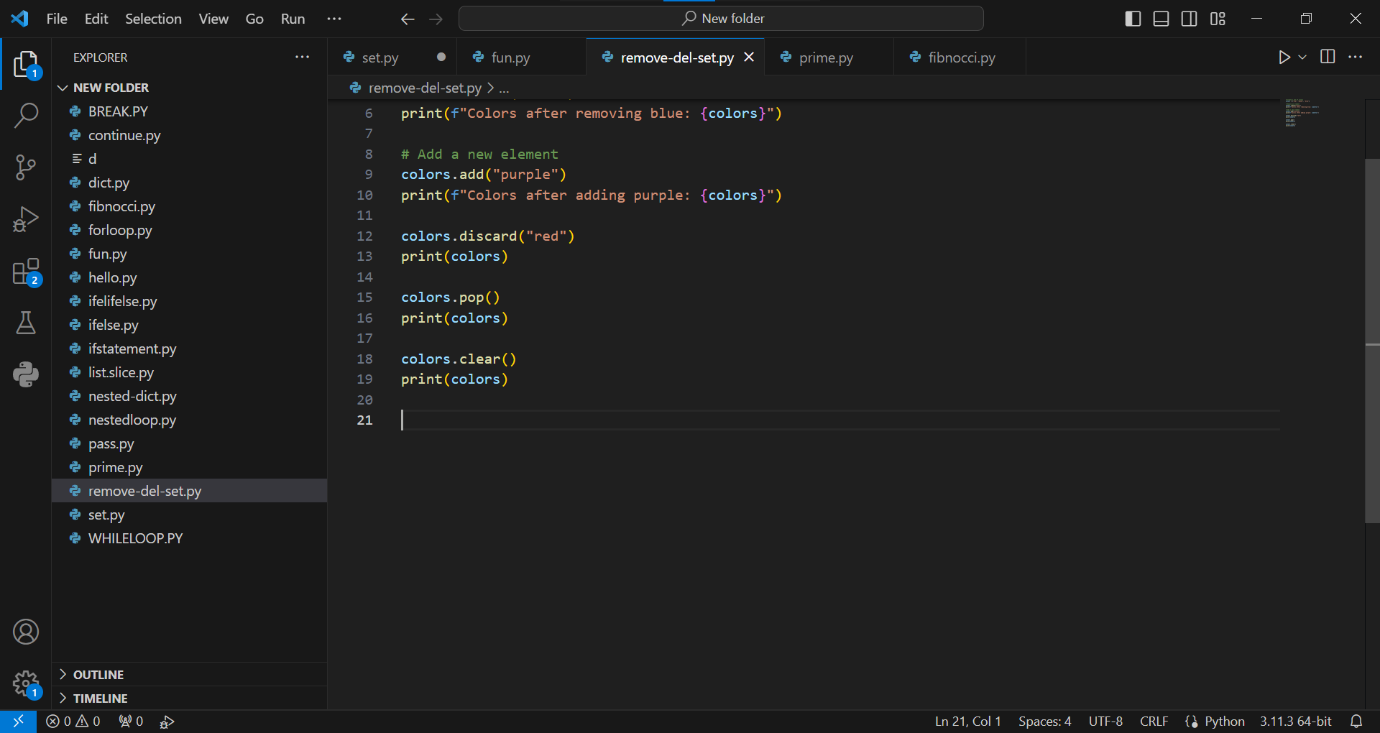 File Edit Selection View Go Run ...
New folder
EXPLORER ...
NEW FOLDER
BREAK.PY
continue.py
d
dict.py
fibnocci.py
forloop.py
fun.py
hello.py
ifelifelse.py
ifelse.py
ifstatement.py
list.slice.py
nested-dict.py
nestedloop.py
pass.py
prime.py
remove-del-set.py
set.py
WHILELOOP.PY
OUTLINE
TIMELINE
1
2
1
set.py fun.py remove-del-set.py prime.py fibnocci.py
remove-del-set.py > ...
6 print(f"Colors after removing blue: {colors}")
7
8 # Add a new element
9 colors.add("purple")
10 print(f"Colors after adding purple: {colors}")
11
12 colors.discard("red")
13 print(colors)
14
15 colors.pop()
16 print(colors)
17
18 colors.clear()
19 print(colors)
20
21
0 0 0 Ln 21, Col 1 Spaces: 4 UTF-8 CRLF Python 3.11.3 64-bit